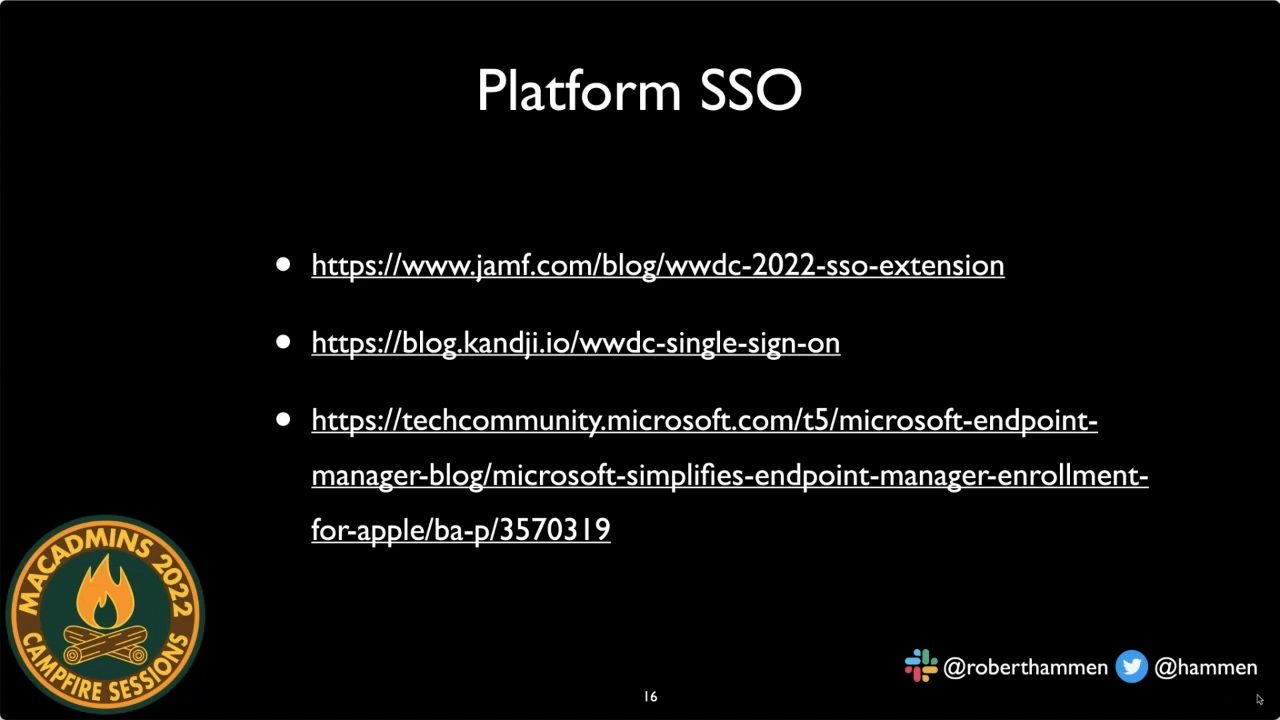 Platform SSO
• https://www.jamf.com/blog/wwdc-2022-sso-extension
• https://blog.kandji.io/wwdc-single-sign-on
• https://techcommunity.microsoft.com/t5/microsoft-endpoint-
manager-blog/microsoft-simplifies-endpoint-manager-enrollment-
for-apple/ba-p/3570319
MACADMINS 2022
CAMPFIRE SESSIONS
@roberthammen @hammen
16